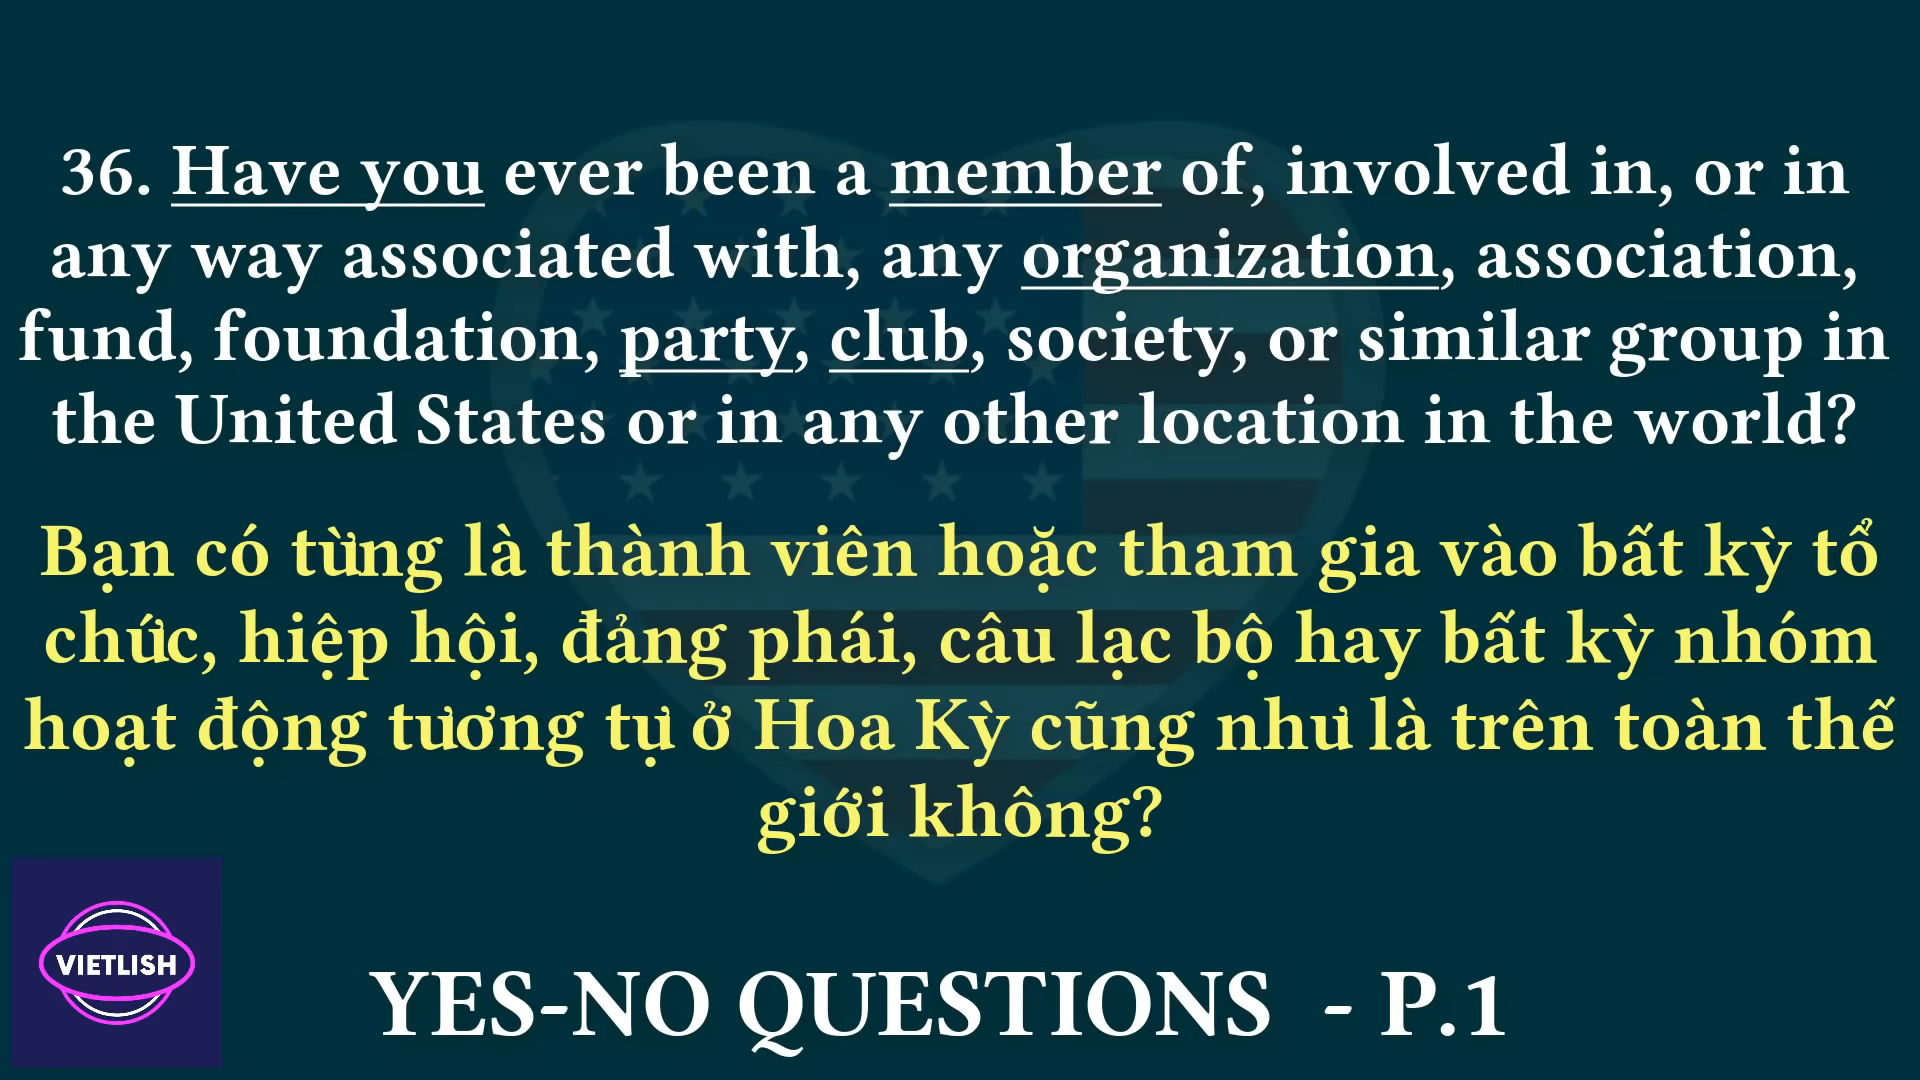 36. Have you ever been a member of, involved in, or in
any way associated with, any organization, association,
fund, foundation, party, club, society, or similar group in
the United States or in any other location in the world?
Bạn có từng là thành viên hoặc tham gia vào bất kỳ tổ
chức, hiệp hội, đảng phái, câu lạc bộ hay bất kỳ nhóm
hoạt động tương tự ở Hoa Kỳ cũng như là trên toàn thế
giới không?
VIETLISH
YES-NO QUESTIONS - P.1